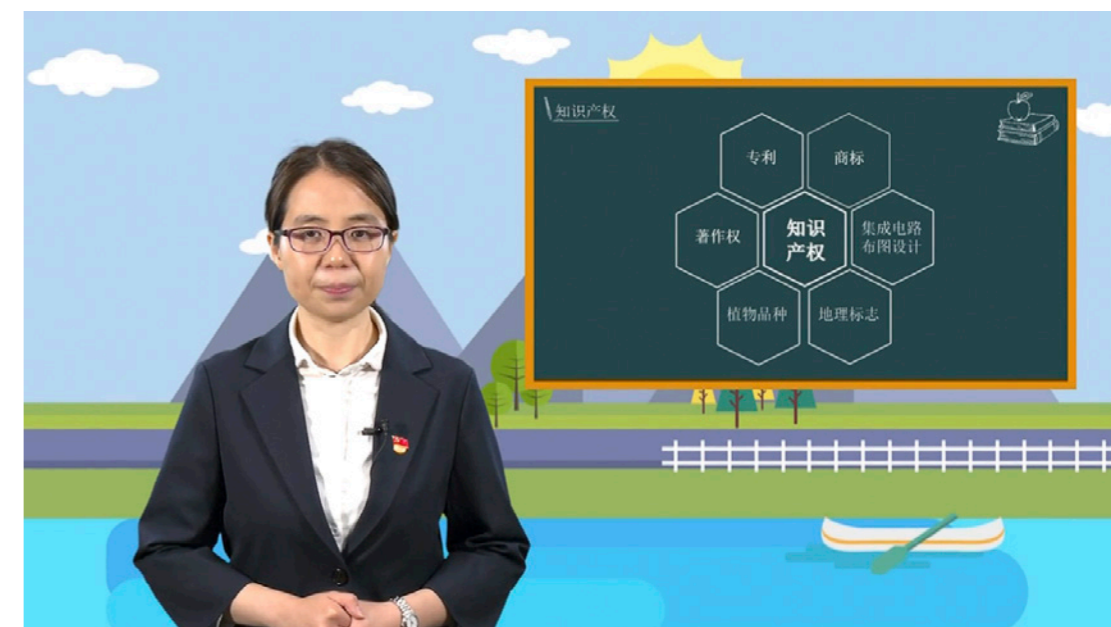 知识产权
专利
商标
著作权
知识
产权
集成电路
布图设计
植物品种
地理标志